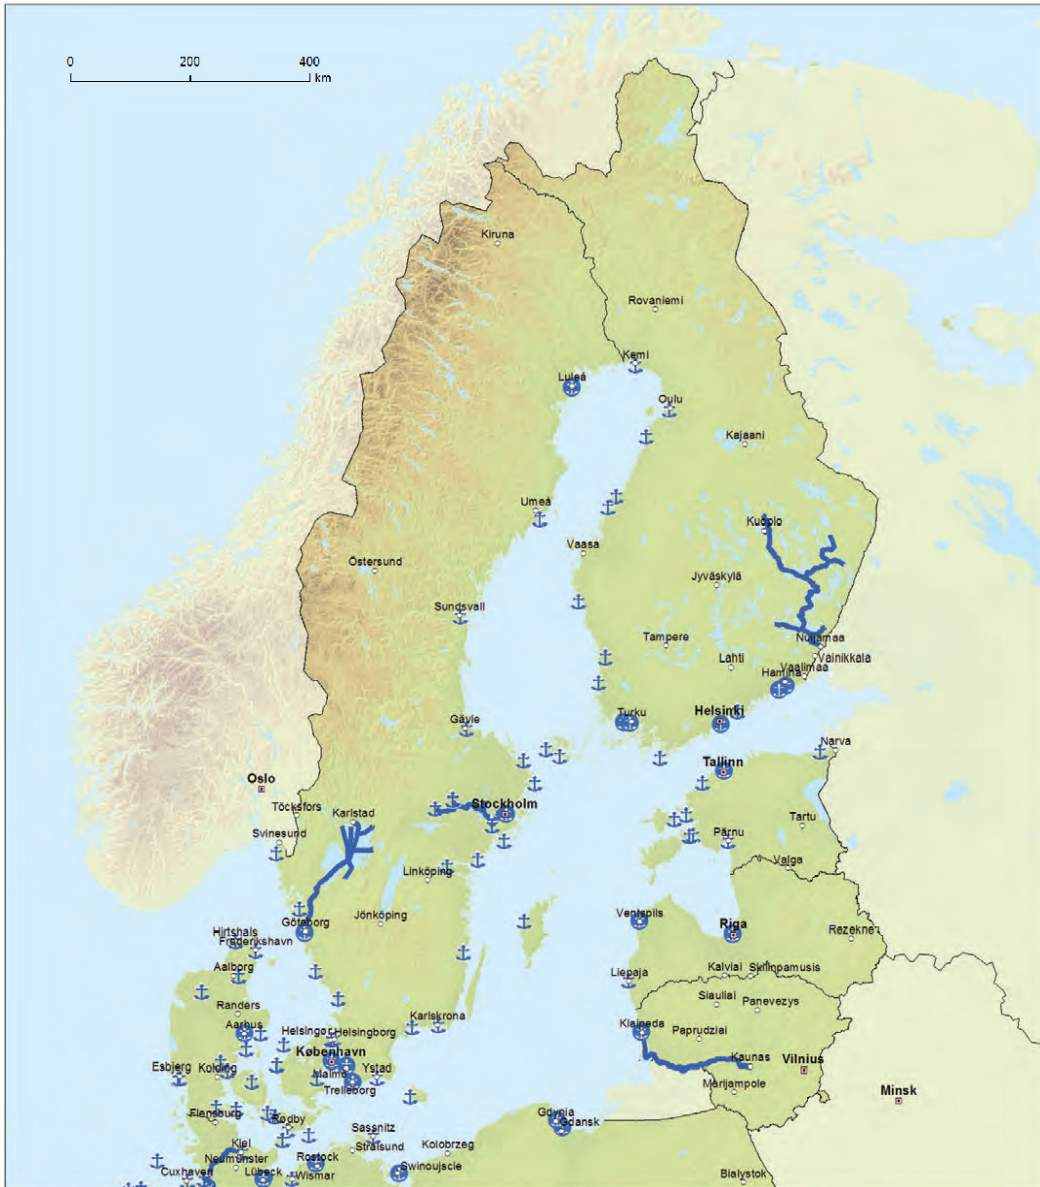 0 200 400
km
Kiruna
Rovaniemi
Kemi
Luleå
Oulu
Kajaani
Umeå
Kuopio
Vaasa
Östersund
Jyväskylä
Sundsvall
Tampere
Nuijamaa
Lahti
Vainikkala
Vaalimaa
Hamina
Turku
Helsinki
Gävle
Narva
Tallinn
Oslo
Töcksfors
Karlstad
Stockholm
Svinesund
Tartu
Pärnu
Valga
Linköping
Jönköping
Göteborg
Ventspils
Riga
Rezekne
Hirtshals
Frederikshavn
Aalborg
Liepaja
Kalviai
Skilinpamusis
Randers
Siauliai
Panevezys
Karlskrona
Aarhus
Helsingør
Helsingborg
Klaipeda
Paprudziai
København
Kaunas
Vilnius
Esbjerg
Kolding
Malmö
Ystad
Trelleborg
Marijampole
Minsk
Flensburg
Rødby
Gdynia
Gdansk
Sassnitz
Kolobrzeg
Kiel
Stralsund
Neumünster
Rostock
Cuxhaven
Lübeck
Wismar
Swinoujscie
Bialystok